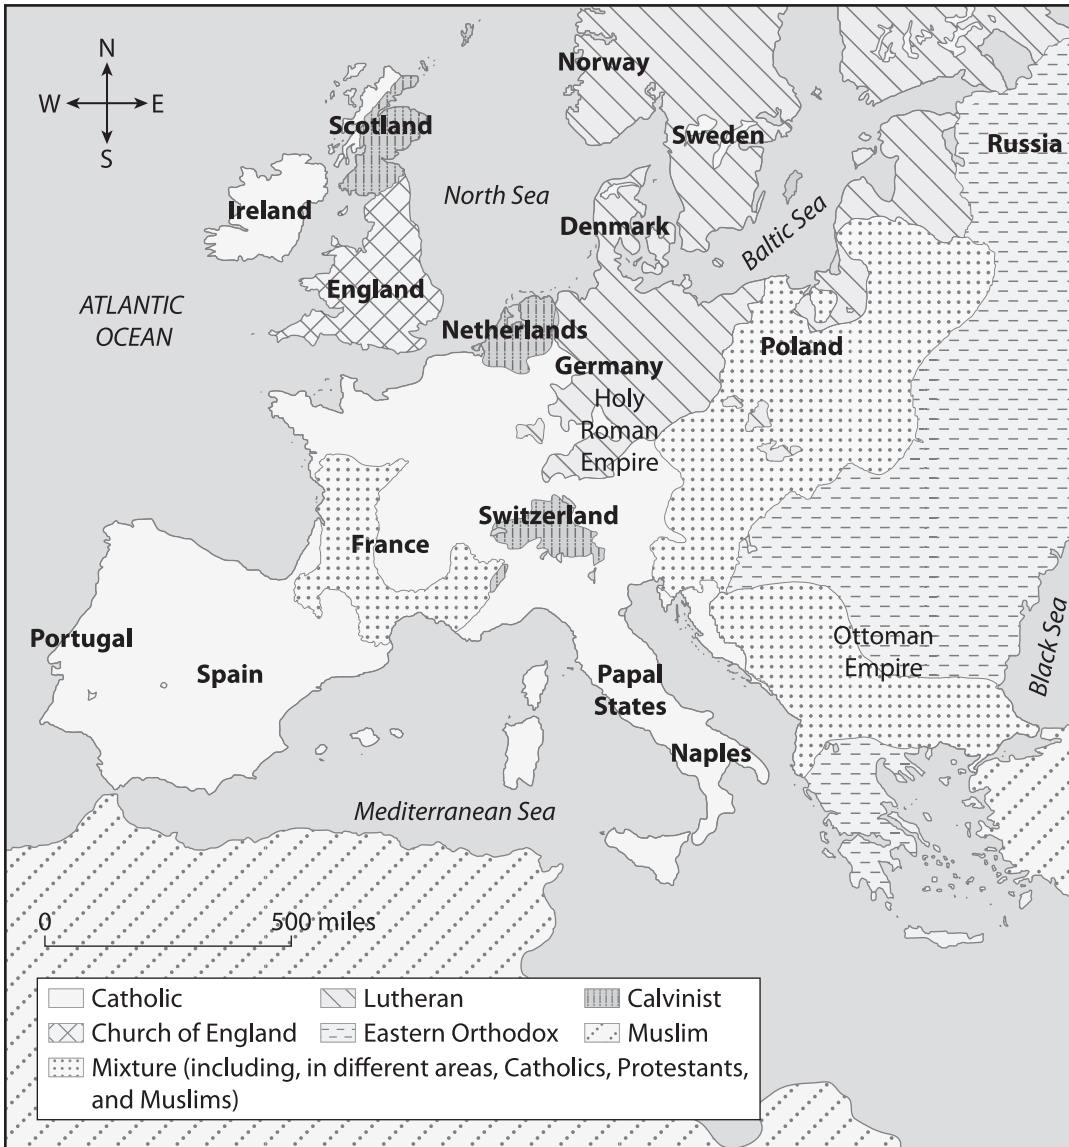 N
W E
S
Norway
Scotland
Sweden
Russia
North Sea
Ireland
Denmark
Baltic Sea
England
ATLANTIC
OCEAN
Netherlands
Poland
Germany
Holy
Roman
Empire
Switzerland
France
Portugal
Spain
Ottoman
Empire
Black Sea
Papal
States
Naples
Mediterranean Sea
0 500 miles
Catholic Lutheran Calvinist
Church of England Eastern Orthodox Muslim
Mixture (including, in different areas, Catholics, Protestants,
and Muslims)